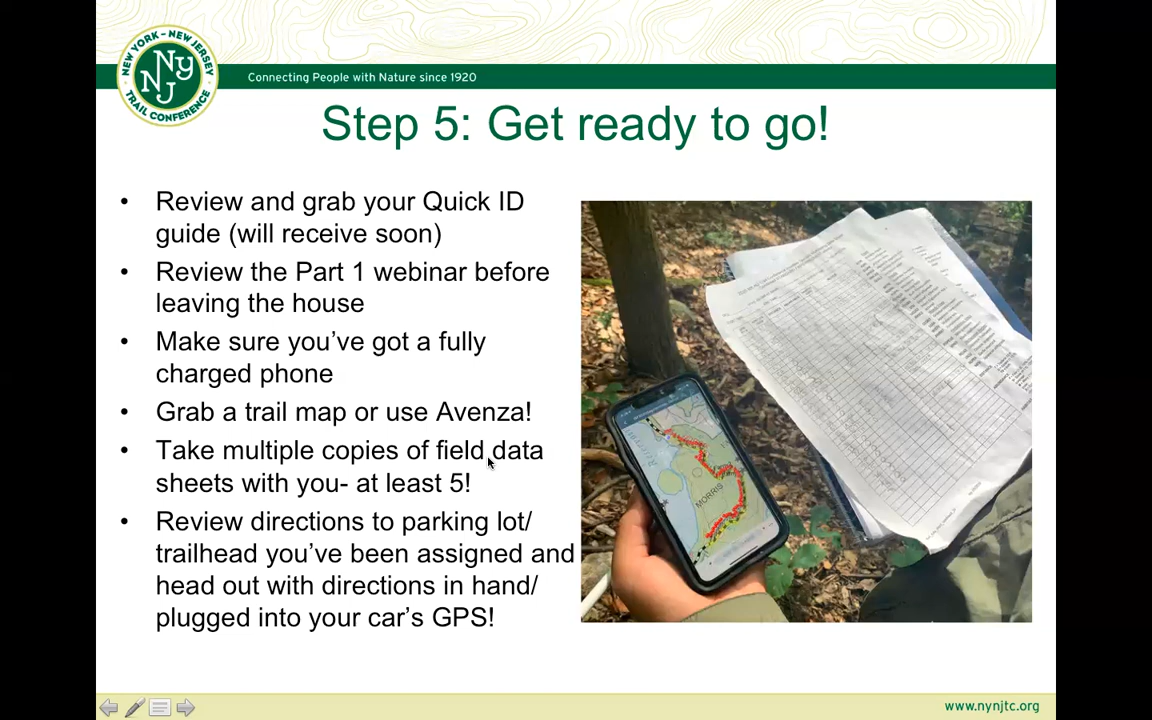 NEW YORK - NEW JERSEY
NY
NJ
TRAIL CONFERENCE
Connecting People with Nature since 1920
Step 5: Get ready to go!
• Review and grab your Quick ID
guide (will receive soon)
• Review the Part 1 webinar before
leaving the house
• Make sure you’ve got a fully
charged phone
• Grab a trail map or use Avenza!
• Take multiple copies of field data
sheets with you- at least 5!
• Review directions to parking lot/
trailhead you’ve been assigned and
head out with directions in hand/
plugged into your car’s GPS!
MORRIS
www.nynjtc.org